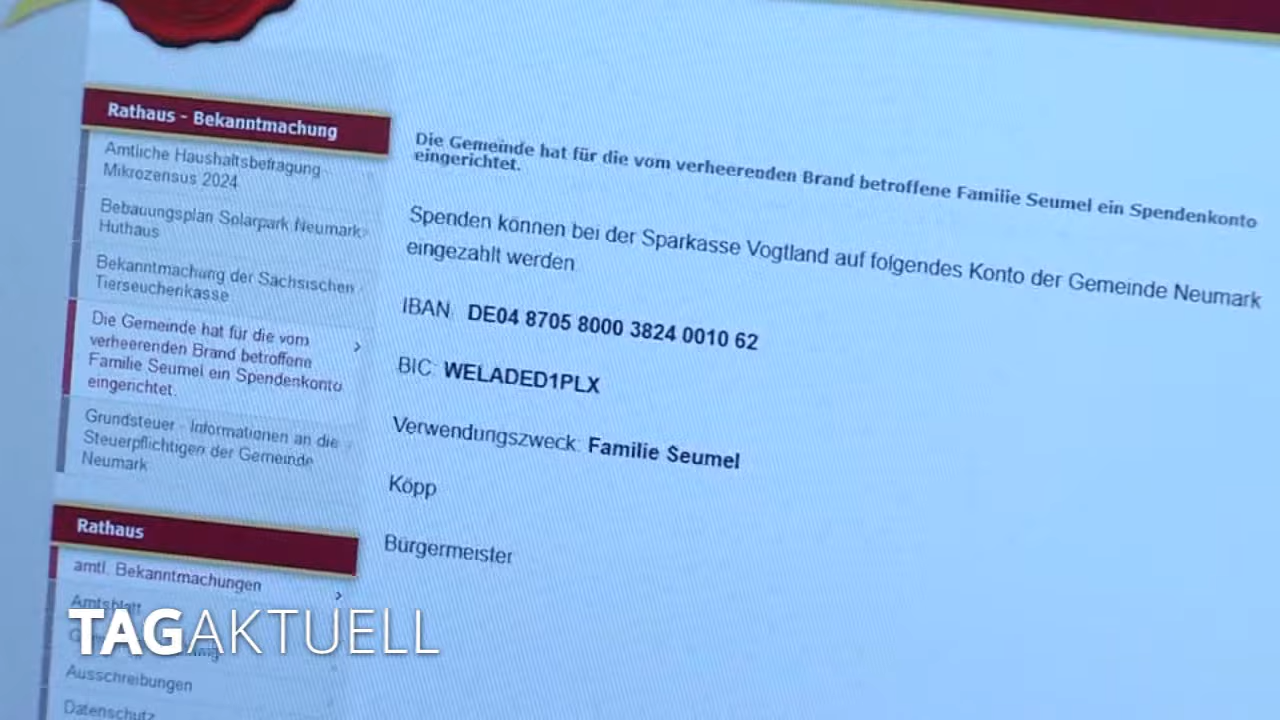 Rathaus - Bekanntmachung
Amtliche Haushaltsbefragung -
Mikrozensus 2024
Bebauungsplan Solarpark Neumark
Huthaus
Bekanntmachung der Sächsischen
Tierseuchenkasse
Die Gemeinde hat für die vom
verheerenden Brand betroffene
Familie Seumel ein Spendenkonto
eingerichtet.
Grundsteuer - Informationen an die
Steuerpflichtigen der Gemeinde
Neumark
Rathaus
amtl. Bekanntmachungen
Amtsblatt
Ausschreibungen
Datenschutz
Die Gemeinde hat für die vom verheerenden Brand betroffene Familie Seumel ein Spendenkonto
eingerichtet.
Spenden können bei der Sparkasse Vogtland auf folgendes Konto der Gemeinde Neumark
eingezahlt werden
IBAN: DE04 8705 8000 3824 0010 62
BIC: WELADED1PLX
Verwendungszweck: Familie Seumel
Köpp
Bürgermeister
TAGAKTUELL